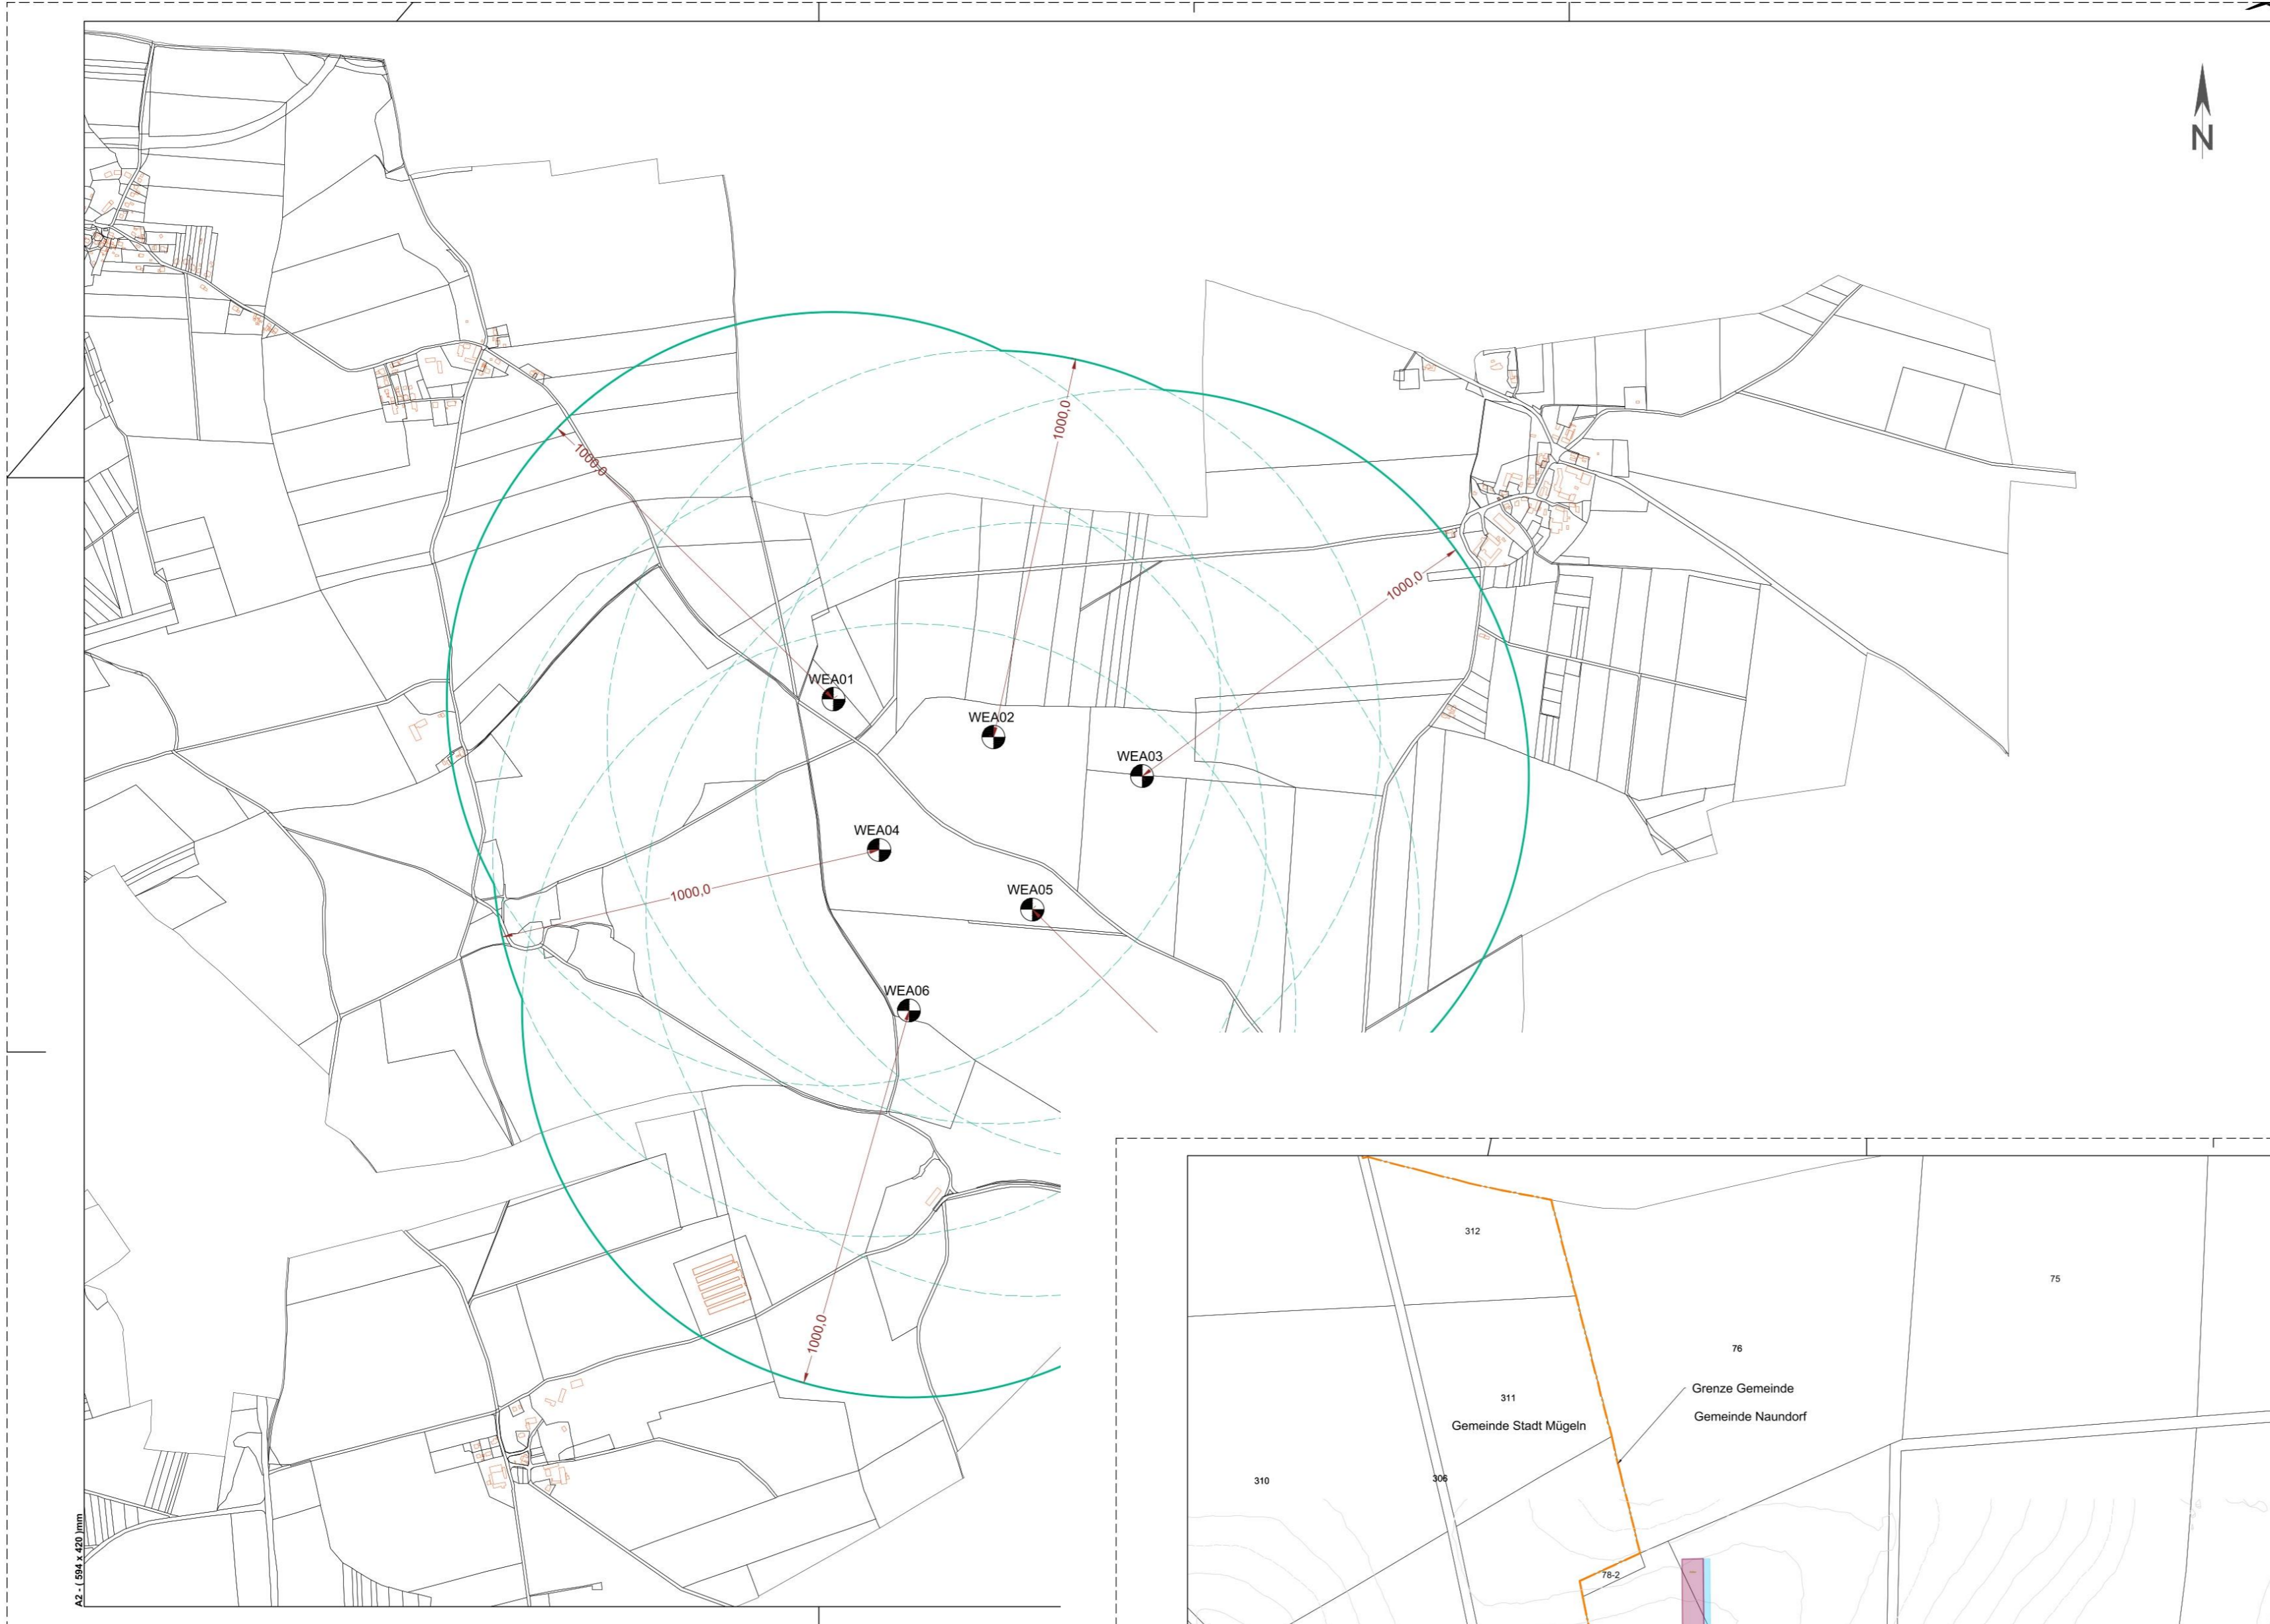 N
1000,0
1000,0
1000,0
WEA01
WEA02
WEA03
WEA04
1000,0
WEA05
WEA06
1000,0
312
75
76
Grenze Gemeinde
311
Gemeinde Naundorf
Gemeinde Stadt Mügeln
310
306
78-2
A2 - ( 594 x 420 )mm